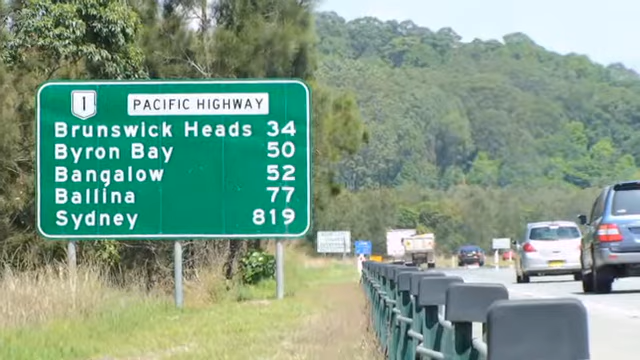 1 PACIFIC HIGHWAY
Brunswick Heads 34
Byron Bay 50
Bangalow 52
Ballina 77
Sydney 819